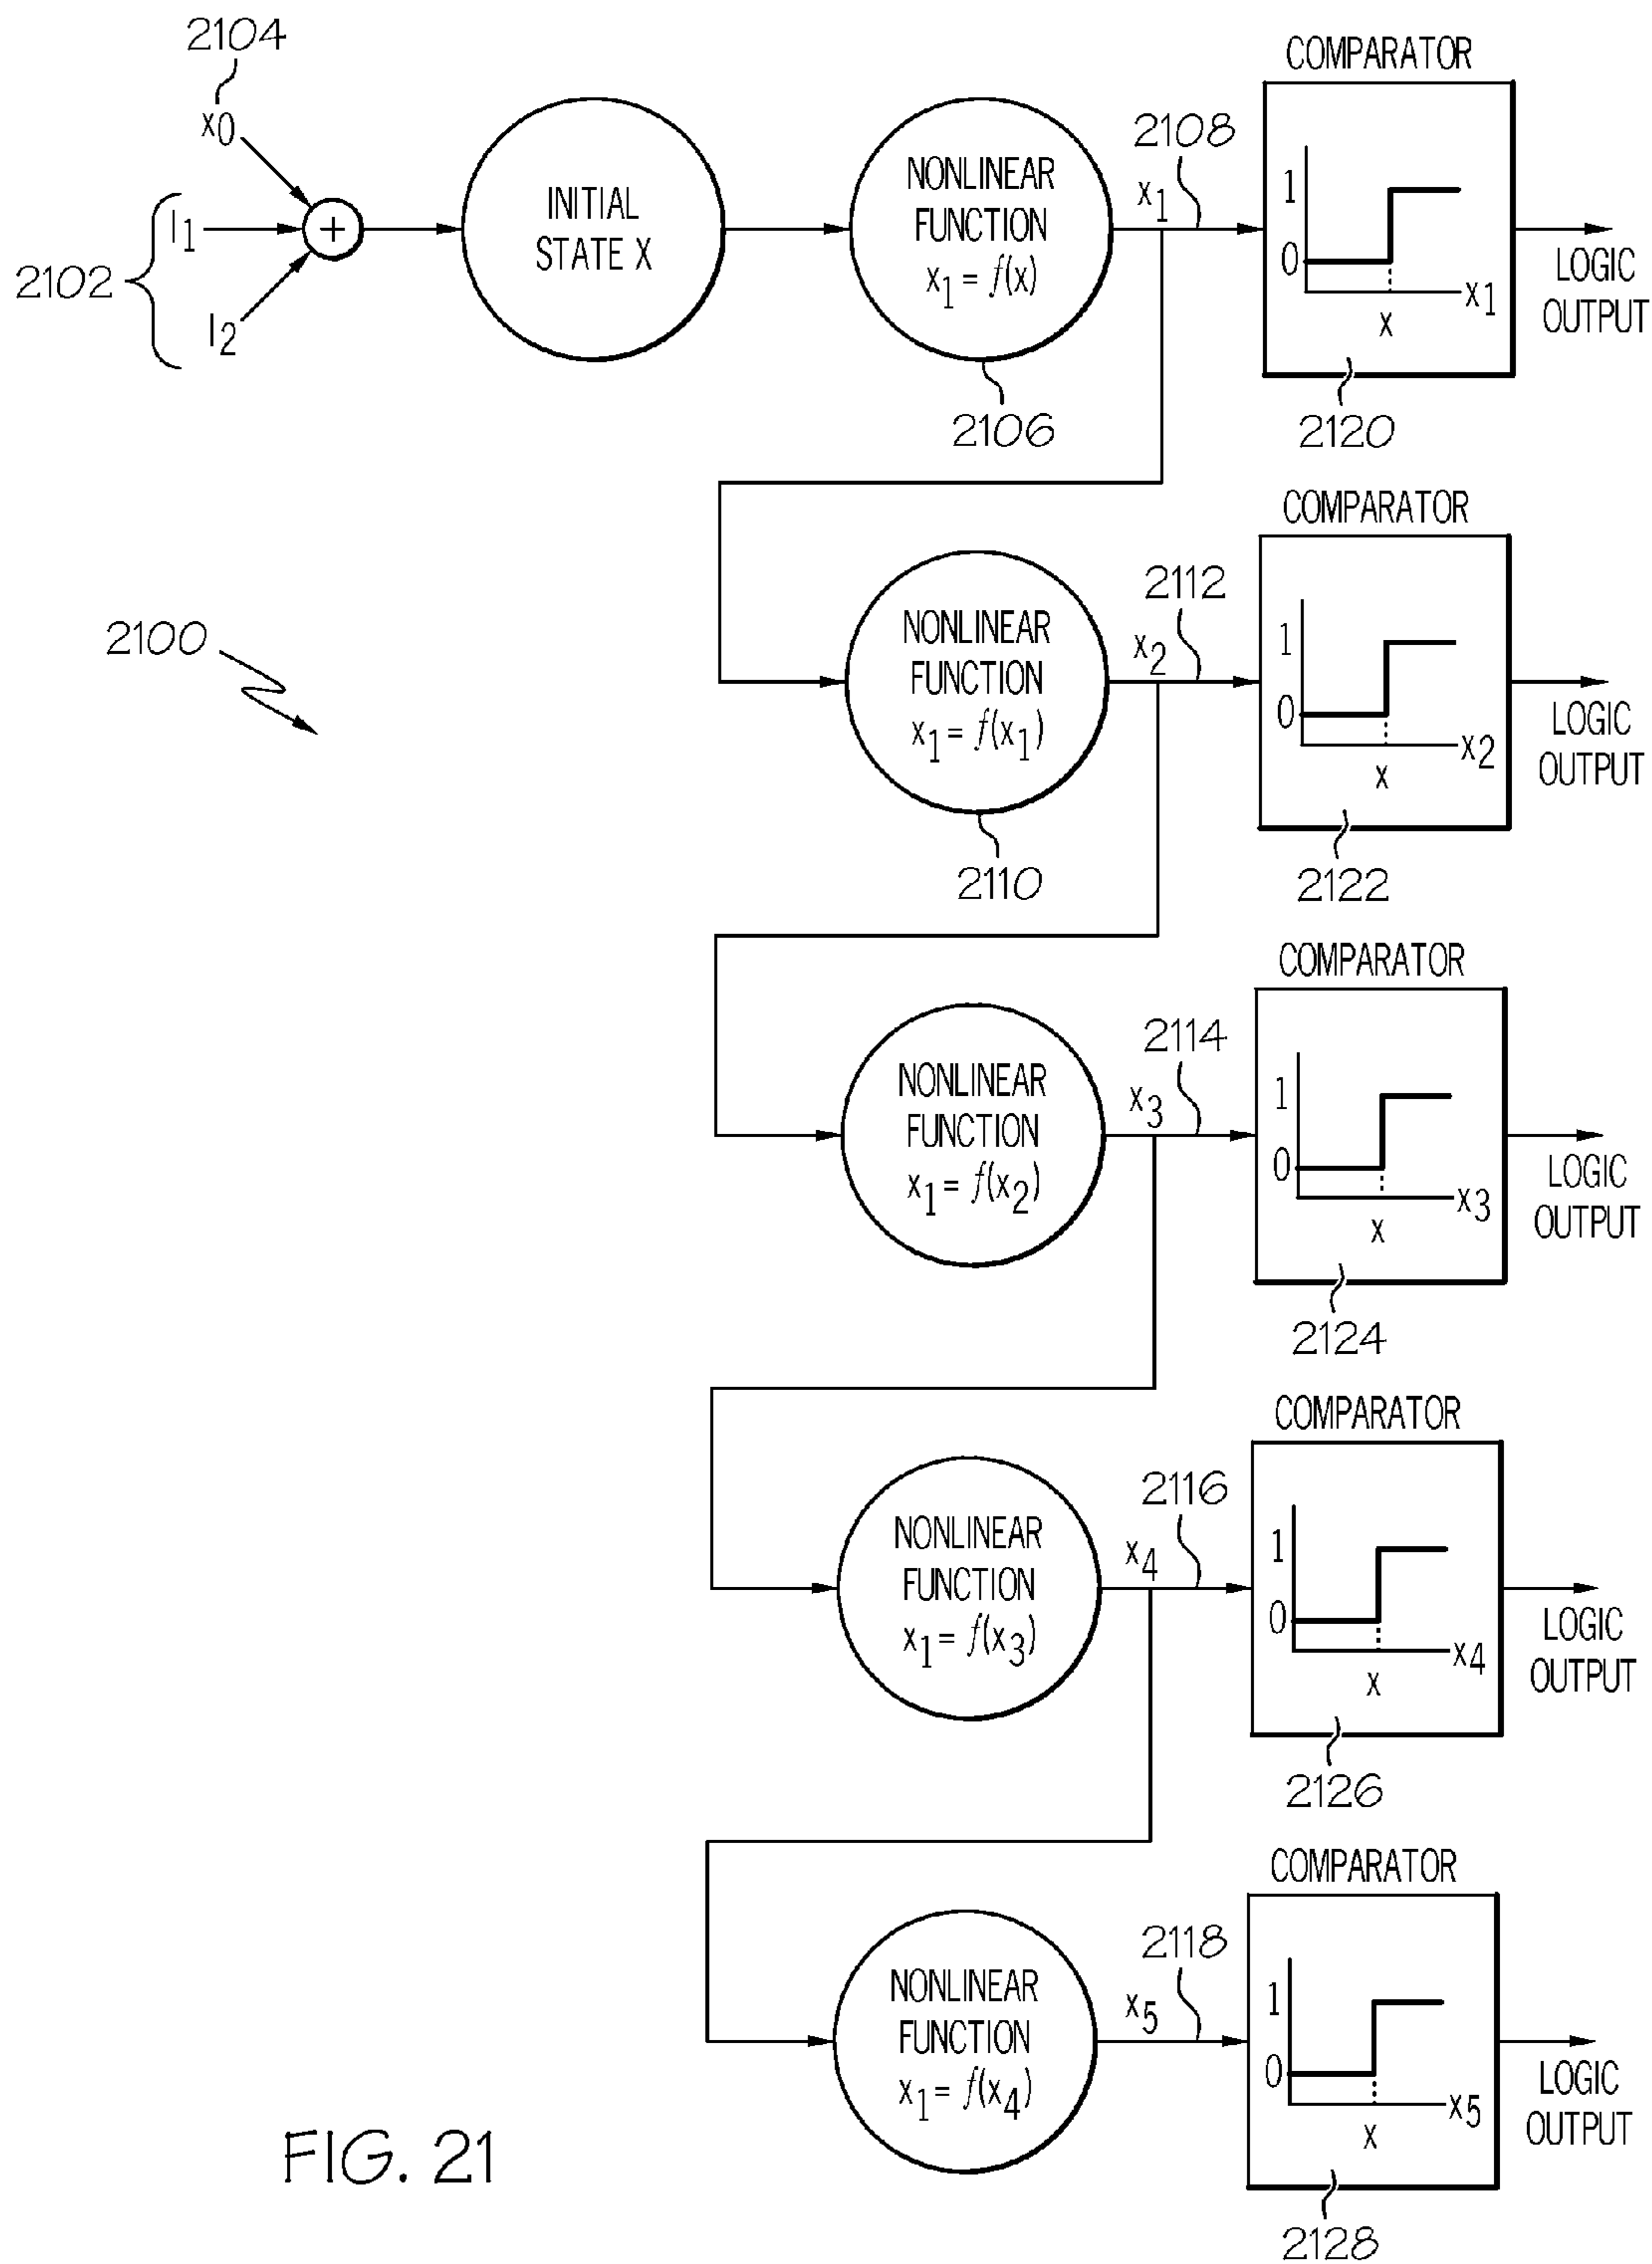 2104
x0
I1
2102
I2
+
INITIAL
STATE X
NONLINEAR
FUNCTION
x1 = f(x)
2106
x1
2108
COMPARATOR
1
0
x1
x
2120
LOGIC
OUTPUT
2100
NONLINEAR
FUNCTION
x1 = f(x1)
2110
x2
2112
COMPARATOR
1
0
x2
x
2122
LOGIC
OUTPUT
NONLINEAR
FUNCTION
x1 = f(x2)
x3
2114
COMPARATOR
1
0
x3
x
2124
LOGIC
OUTPUT
NONLINEAR
FUNCTION
x1 = f(x3)
x4
2116
COMPARATOR
1
0
x4
x
2126
LOGIC
OUTPUT
NONLINEAR
FUNCTION
x1 = f(x4)
x5
2118
COMPARATOR
1
0
x5
x
2128
LOGIC
OUTPUT
FIG. 21